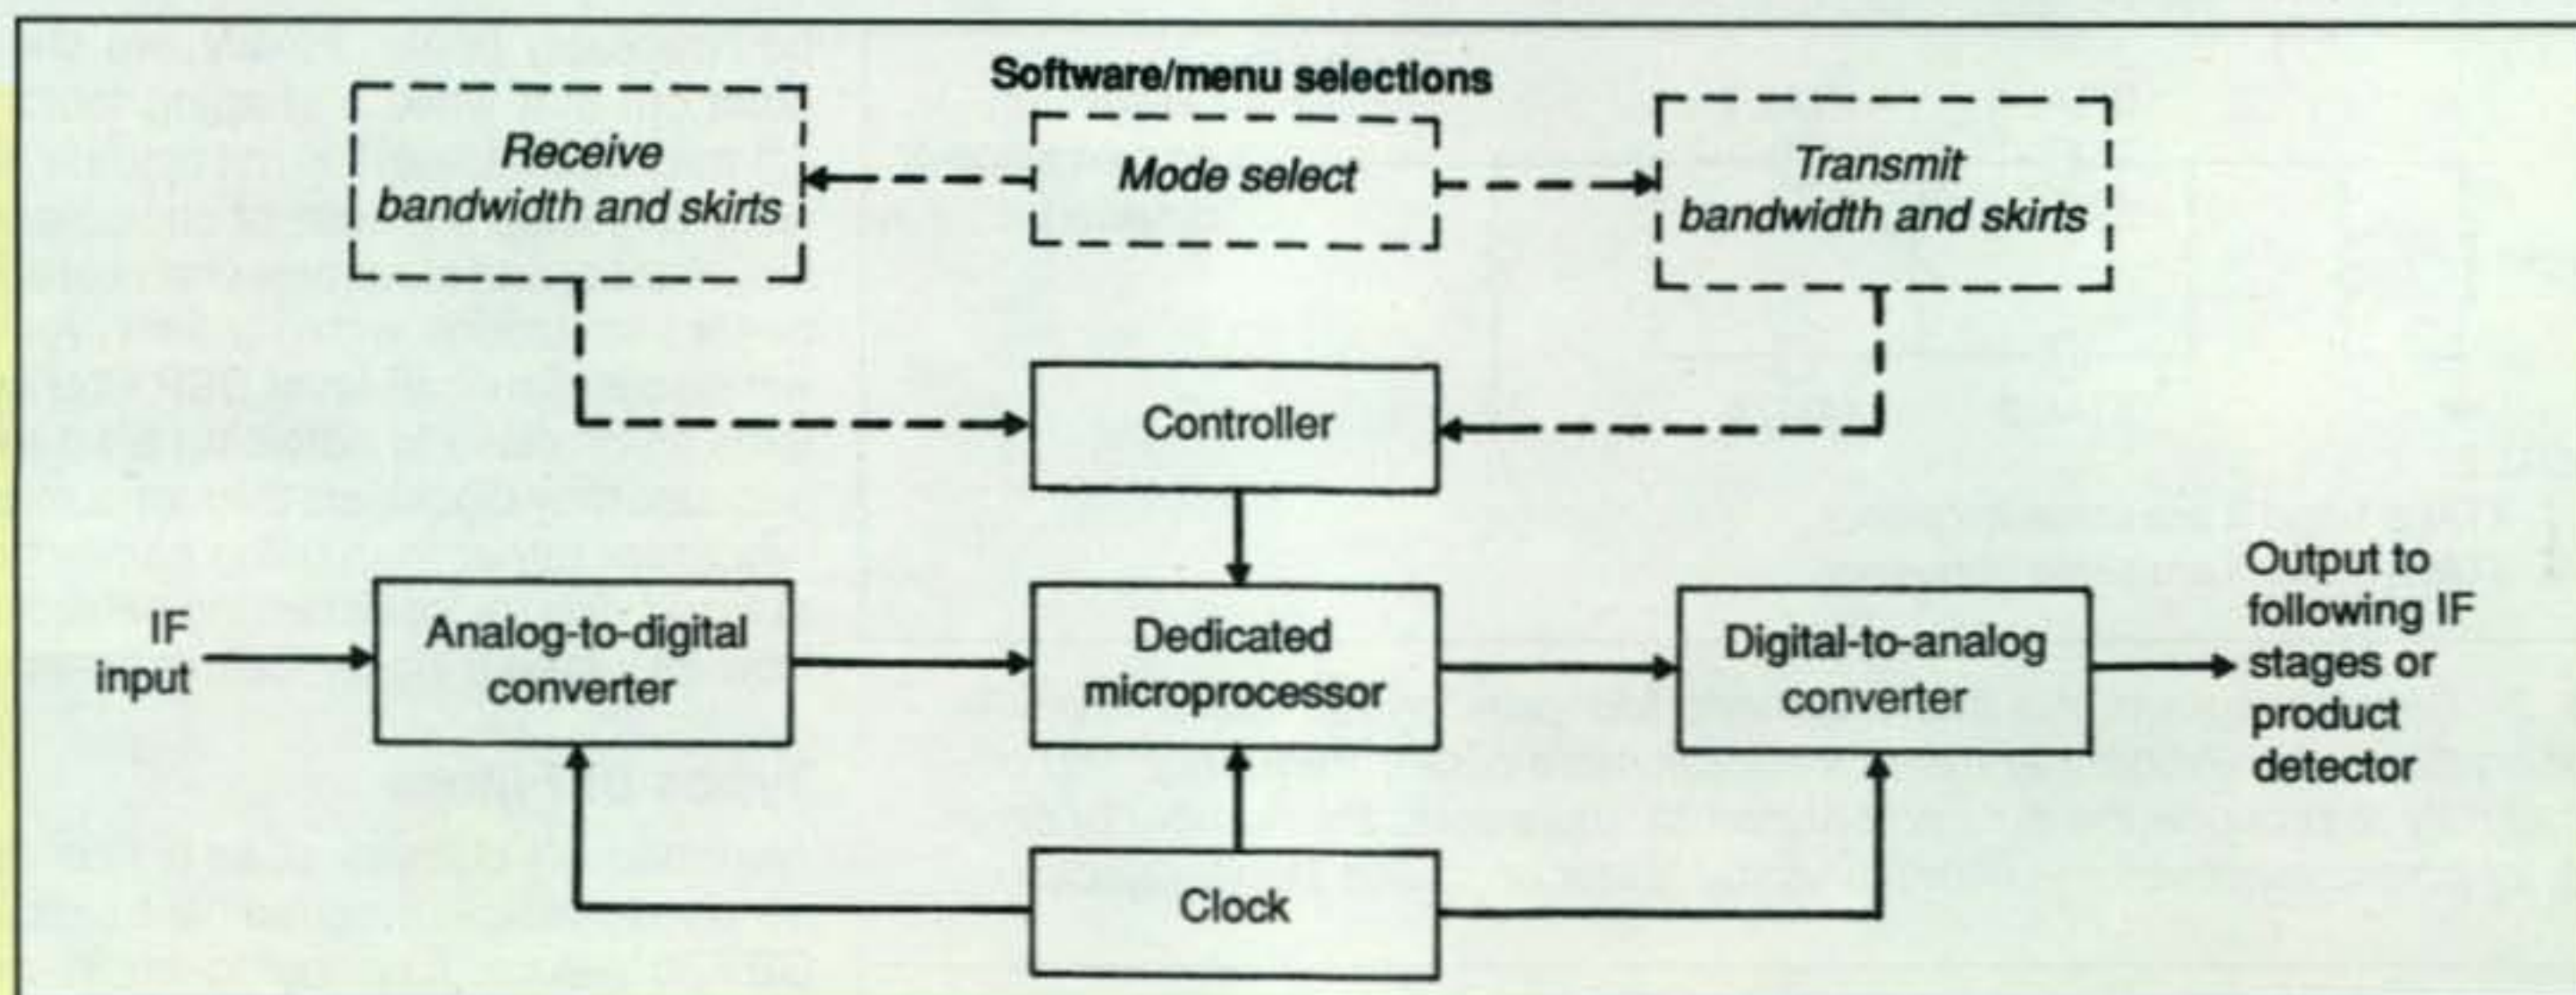 Software/menu selections
Receive
bandwidth and skirts
Mode select
Transmit
bandwidth and skirts
Controller
IF
input
Analog-to-digital
converter
Dedicated
microprocessor
Digital-to-analog
converter
Output to
following IF
stages or
product
detector
Clock